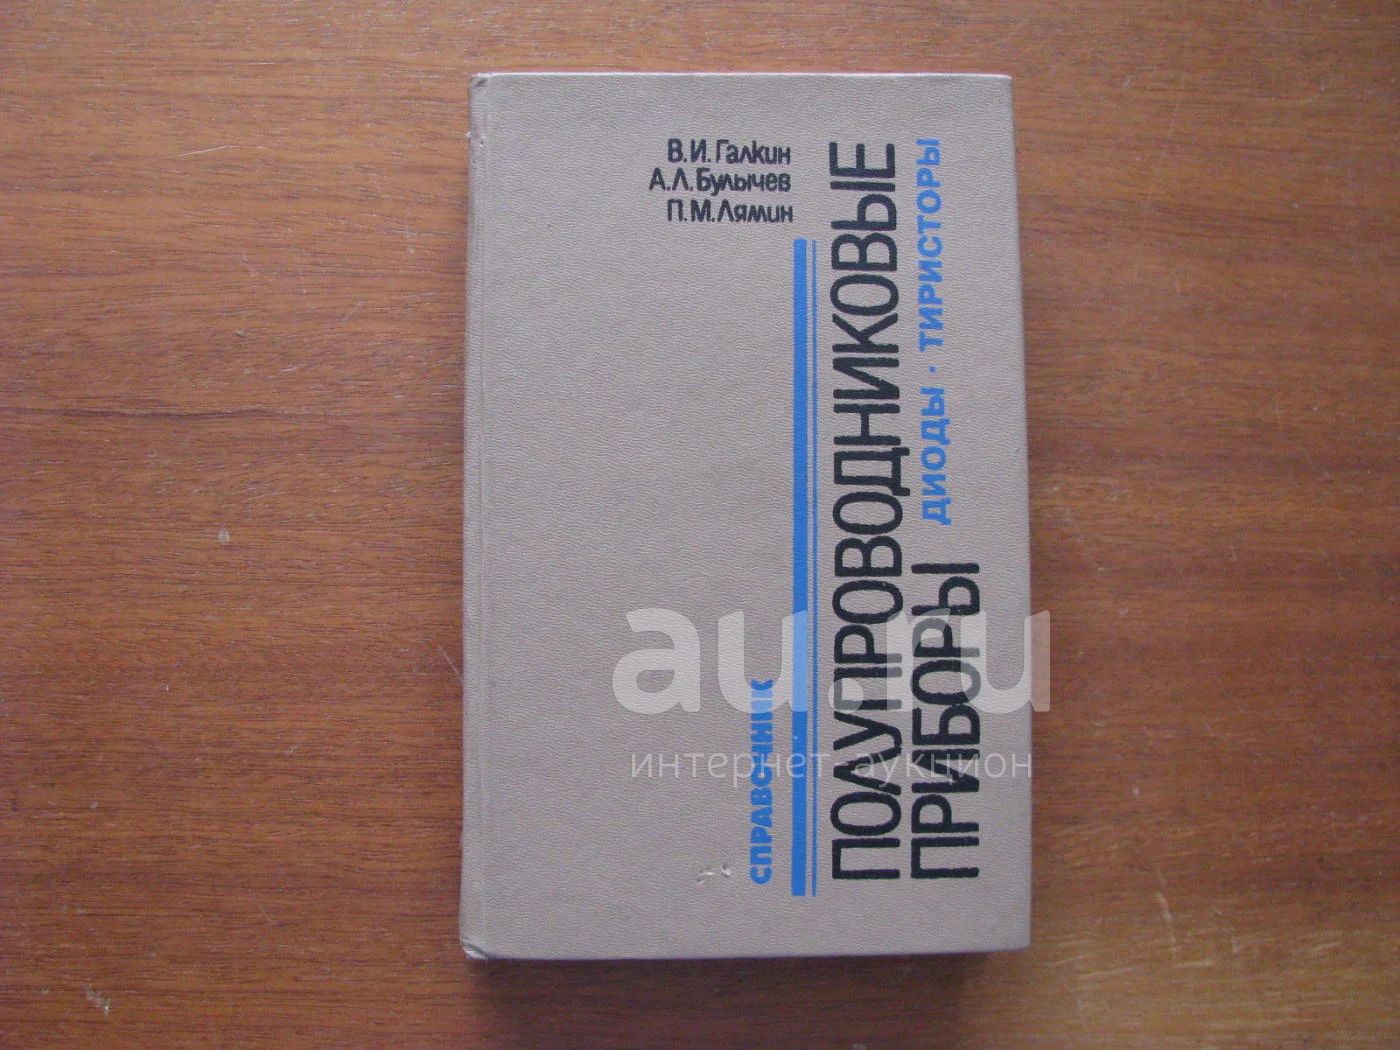 В.И.Галкин
А.Л.Булычев
П.М.Лямин
СПРАВОЧНИК
ПОЛУПРОВОДНИКОВЫЕ
ПРИБОРЫ
ДИОДЫ · ТИРИСТОРЫ
au.ru
интернет-аукцион